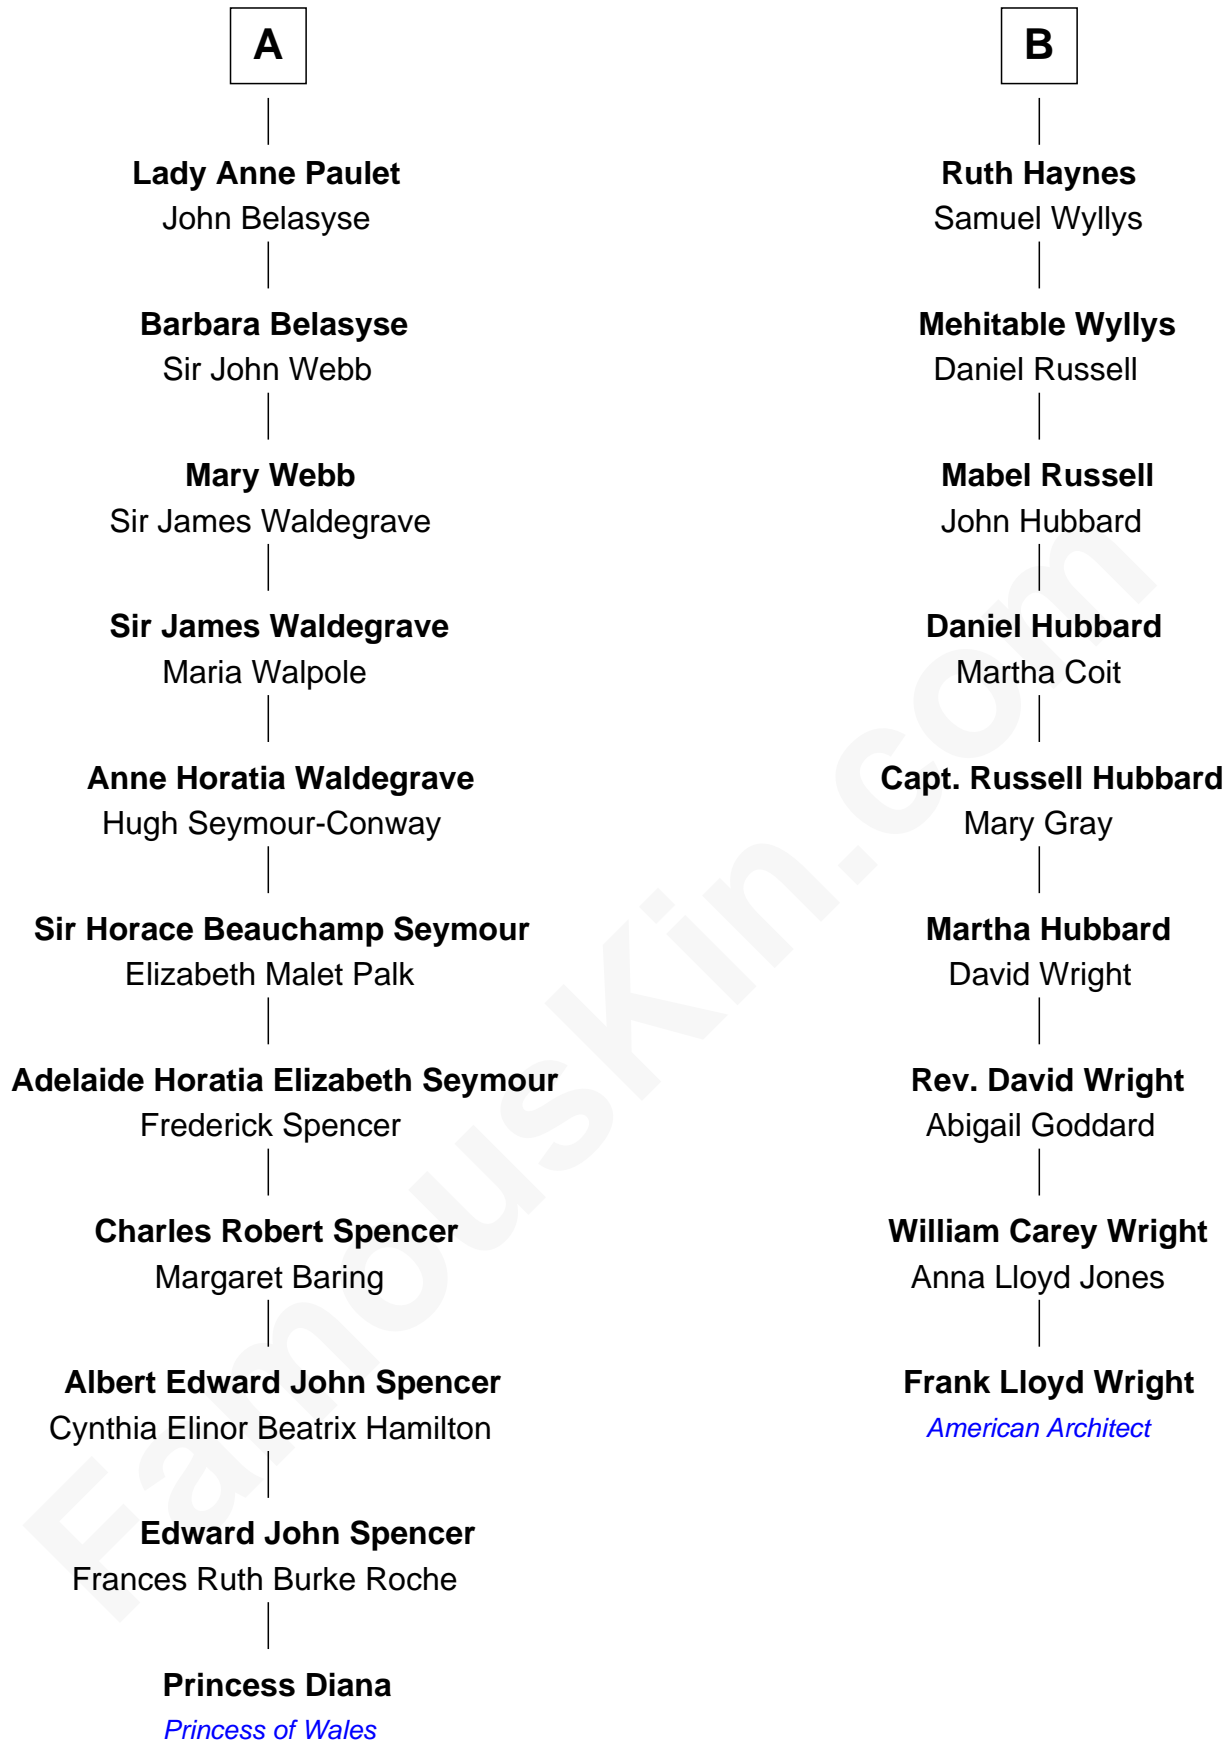 A
Lady Anne Paulet
John Belasyse
Barbara Belasyse
Sir John Webb
Mary Webb
Sir James Waldegrave
Sir James Waldegrave
Maria Walpole
Anne Horatia Waldegrave
Hugh Seymour-Conway
Sir Horace Beauchamp Seymour
Elizabeth Malet Palk
Adelaide Horatia Elizabeth Seymour
Frederick Spencer
Charles Robert Spencer
Margaret Baring
Albert Edward John Spencer
Cynthia Elinor Beatrix Hamilton
Edward John Spencer
Frances Ruth Burke Roche
Princess Diana
Princess of Wales
B
Ruth Haynes
Samuel Wyllys
Mehitable Wyllys
Daniel Russell
Mabel Russell
John Hubbard
Daniel Hubbard
Martha Coit
Capt. Russell Hubbard
Mary Gray
Martha Hubbard
David Wright
Rev. David Wright
Abigail Goddard
William Carey Wright
Anna Lloyd Jones
Frank Lloyd Wright
American Architect
FamousKin.com